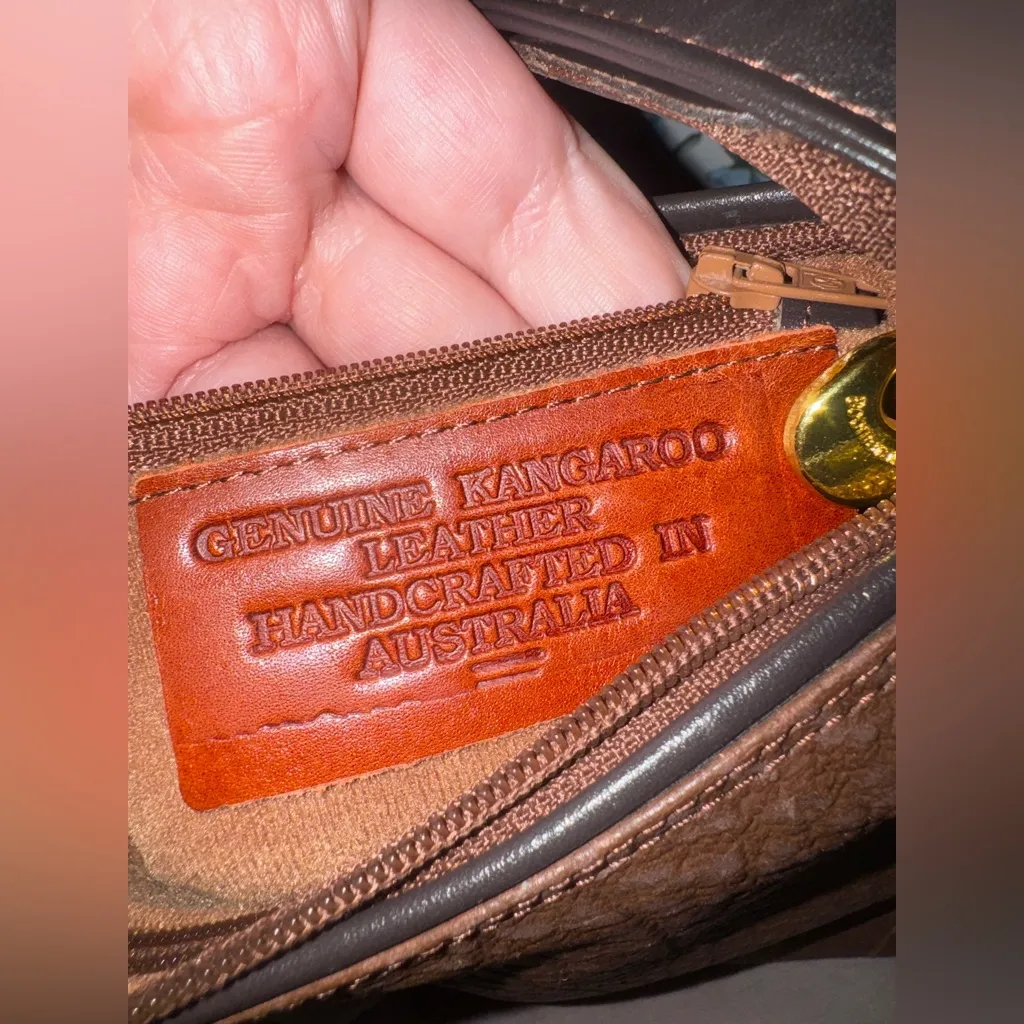 GENUINE KANGAROO
LEATHER
HANDCRAFTED IN
AUSTRALIA